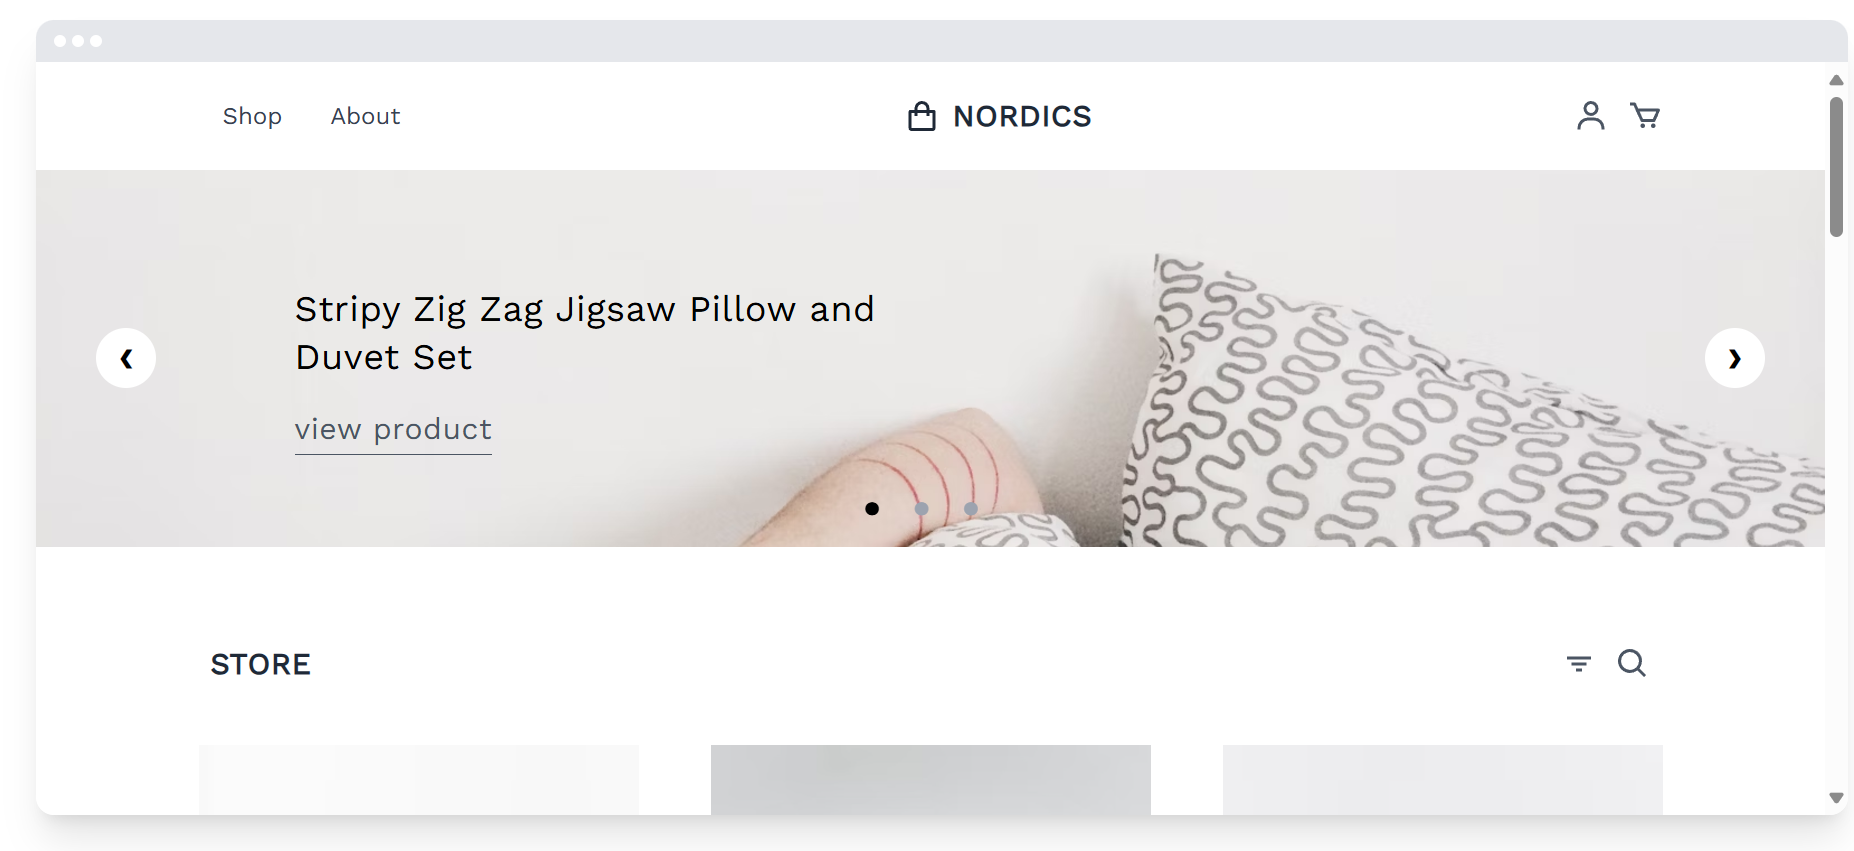 Shop About NORDICS
Stripy Zig Zag Jigsaw Pillow and
Duvet Set
view product
STORE